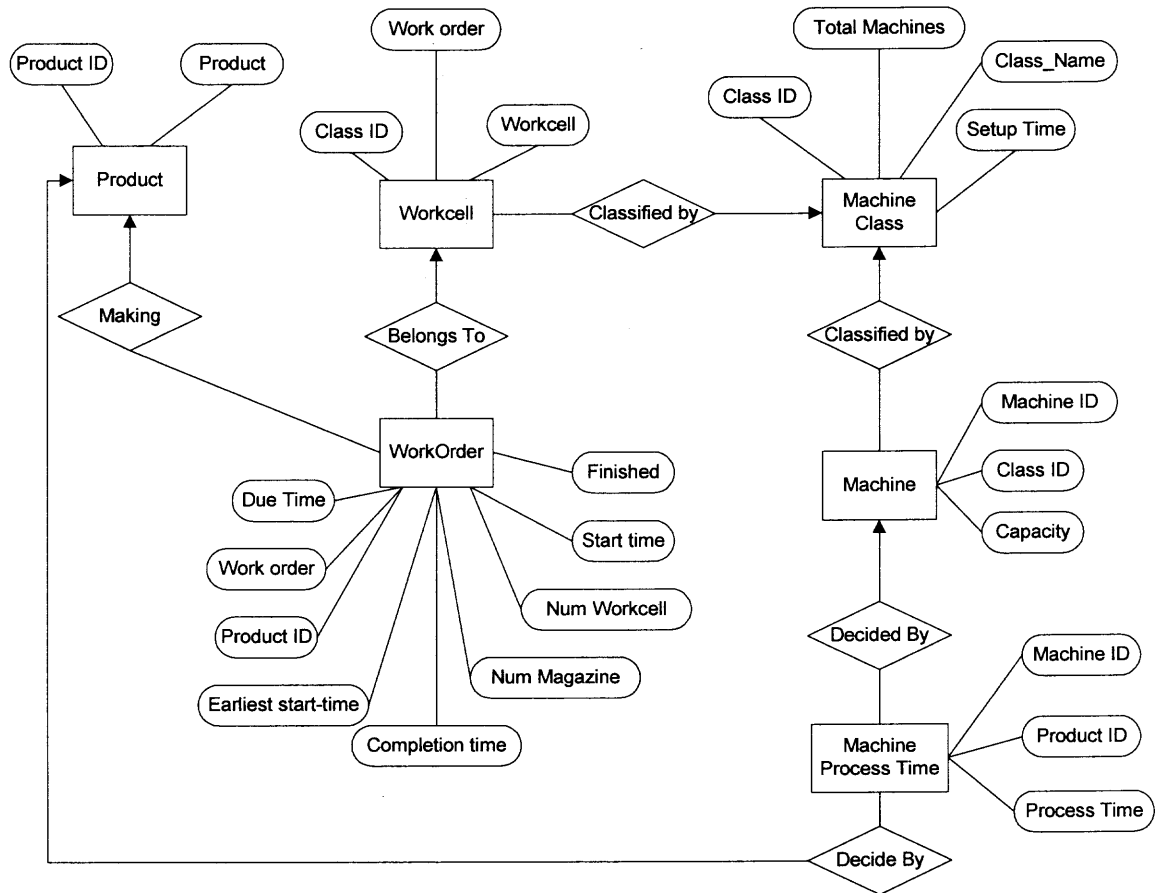 Work order
Total Machines
Product ID
Product
Class_Name
Class ID
Class ID
Workcell
Setup Time
Product
Workcell
Classified by
Machine
Class
Making
Belongs To
Classified by
Machine ID
WorkOrder
Finished
Class ID
Machine
Due Time
Start time
Capacity
Work order
Num Workcell
Product ID
Decided By
Machine ID
Num Magazine
Earliest start-time
Completion time
Machine
Process Time
Product ID
Process Time
Decide By